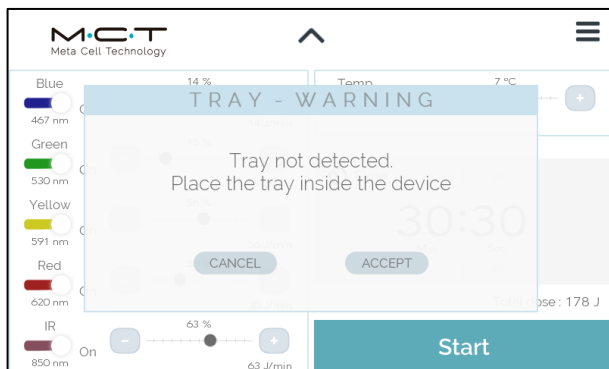 M·C·T
Meta Cell Technology
Blue
14 %
467 nm
Temp
7 ºC
+
TRAY - WARNING
Tray not detected.
Place the tray inside the device
CANCEL
ACCEPT
Green
530 nm
On
Yellow
591 nm
On
Red
620 nm
30:30
Total dose : 178 J
IR
850 nm
On
-
63 %
+
63 J/min
Start